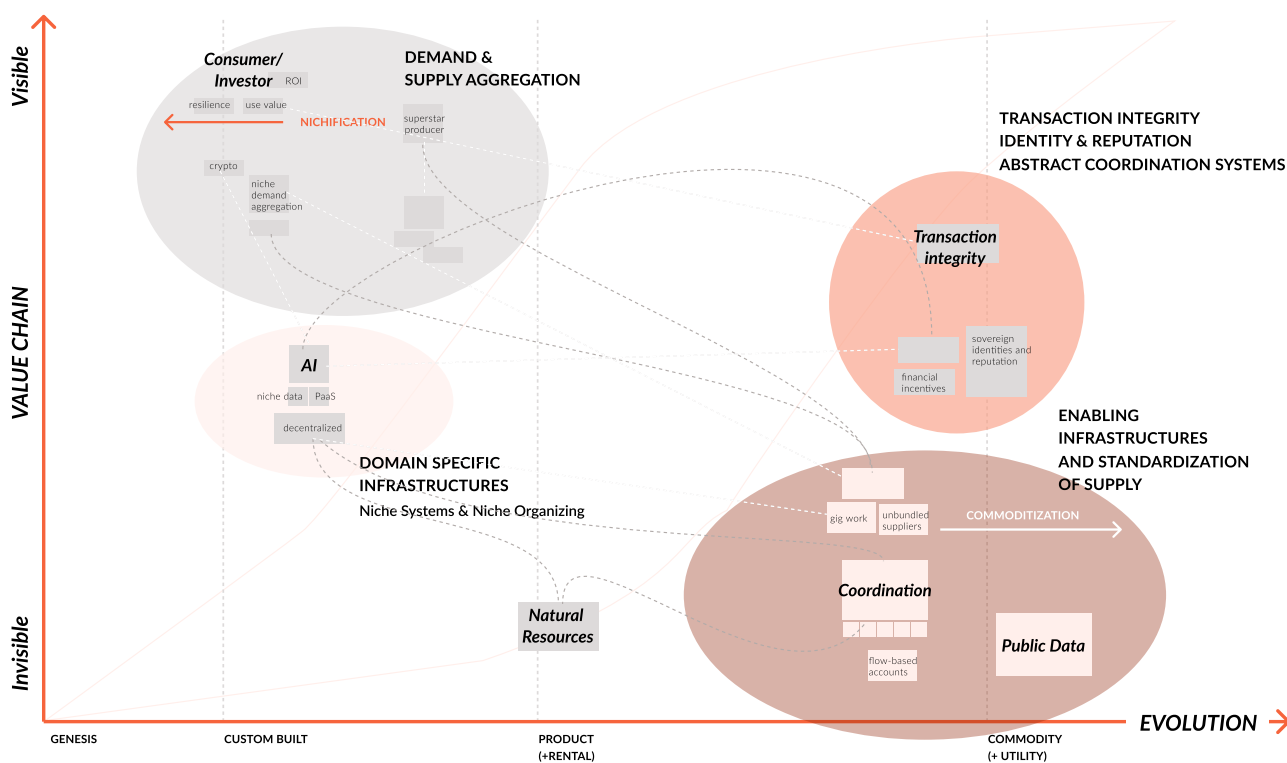 Visible
VALUE CHAIN
Invisible
Consumer/
Investor
ROI
resilience
use value
NICHIFICATION
DEMAND &
SUPPLY AGGREGATION
superstar
producer
crypto
niche
demand
aggregation
TRANSACTION INTEGRITY
IDENTITY & REPUTATION
ABSTRACT COORDINATION SYSTEMS
Transaction
integrity
sovereign
identities and
reputation
financial
incentives
AI
niche data
PaaS
decentralized
DOMAIN SPECIFIC
INFRASTRUCTURES
Niche Systems & Niche Organizing
ENABLING
INFRASTRUCTURES
AND STANDARDIZATION
OF SUPPLY
gig work
unbundled
suppliers
COMMODITIZATION
Coordination
flow-based
accounts
Public Data
Natural
Resources
EVOLUTION
GENESIS
CUSTOM BUILT
PRODUCT
(+RENTAL)
COMMODITY
(+ UTILITY)